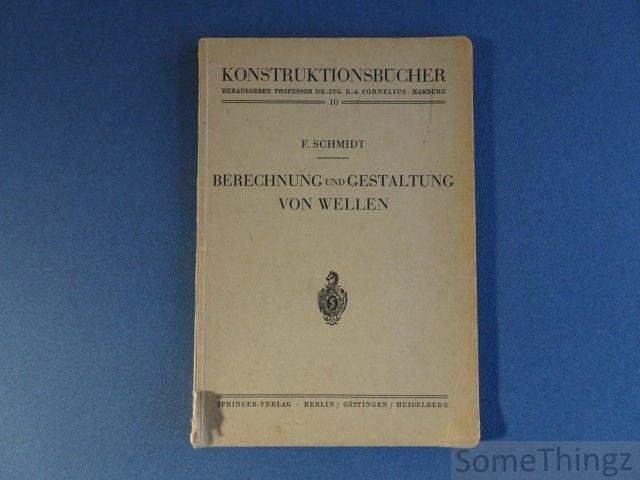 KONSTRUKTIONSBÜCHER
HERAUSGEBER PROFESSOR DR.-ING. E.-A. CORNELIUS · HAMBURG
10
F. SCHMIDT
BERECHNUNG UND GESTALTUNG
VON WELLEN
SPRINGER-VERLAG · BERLIN / GÖTTINGEN / HEIDELBERG
SomeThingz